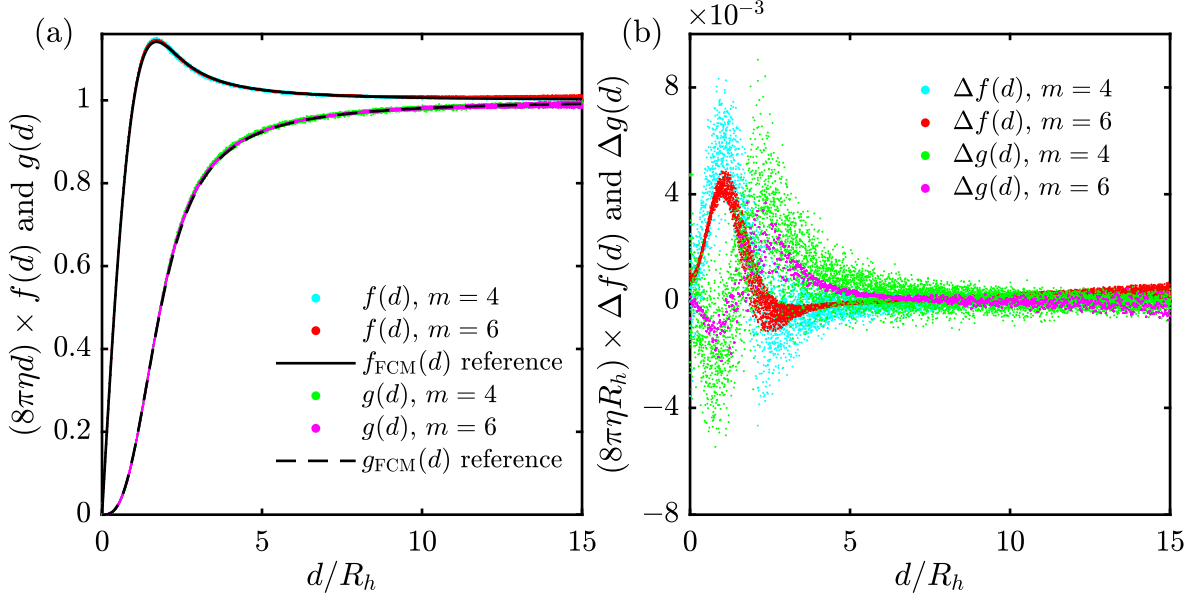 (a)
(8πηd) × f(d) and g(d)
1
0.8
0.6
0.4
0.2
0
0
5
10
15
d/R_h
f(d), m = 4
f(d), m = 6
f_FCM(d) reference
g(d), m = 4
g(d), m = 6
g_FCM(d) reference
(b)
×10⁻³
(8πηR_h) × Δf(d) and Δg(d)
8
4
0
−4
−8
0
5
10
15
d/R_h
Δf(d), m = 4
Δf(d), m = 6
Δg(d), m = 4
Δg(d), m = 6